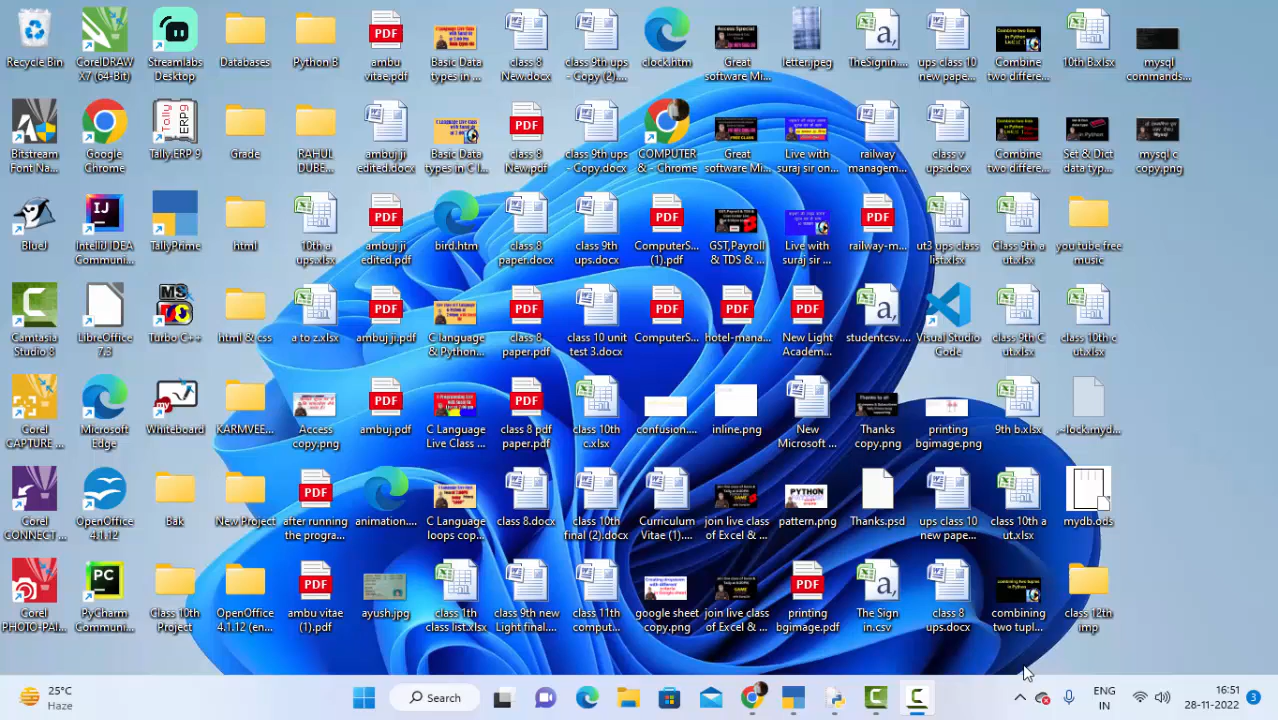 Recycle Bin
CorelDRAW
X7 (64-Bit)
Streamlabs
Desktop
Databases
Python B
ambu
vitae.pdf
Basic Data
types in ...
class 8
New.docx
class 9th ups
- Copy (2)....
clock.htm
Great
software Mi...
letter.jpeg
TheSignin....
ups class 10
new pape...
Combine
two differe...
10th B.xlsx
mysql
commands...
Bitstream
Font Na...
Google
Chrome
Tally.ERP 9
Grade
RAHUL
DUBE...
ambu ji
edited.docx
Basic Data
types in C l...
class 8
New.pdf
class 9th ups
- Copy.docx
COMPUTER
& - Chrome
Great
software Mi...
Live with
suraj sir on...
railway
managem...
class v
ups.docx
Combine
two differe...
Set & Dict
data typ...
mysql c
copy.png
BlueJ
IntelliJ IDEA
Communi...
TallyPrime
html
10th a
ups.xlsx
ambuj ji
edited.pdf
bird.htm
class 8
paper.docx
class 9th
ups.docx
ComputerS...
(1).pdf
GST,Payroll
& TDS & ...
Live with
suraj sir ...
railway-m...
ut3 ups class
list.xlsx
Class 9th a
ut.xlsx
you tube free
music
Camtasia
Studio 8
LibreOffice
7.3
Turbo C++
html & css
a to z.xlsx
ambuj ji.pdf
C language
& Python...
class 8
paper.pdf
class 10 unit
test 3.docx
ComputerS...
hotel-mana...
New Light
Academ...
studentcsv....
Visual Studio
Code
class 9th C
ut.xlsx
class 10th c
ut.xlsx
Corel
CAPTURE ...
Microsoft
Edge
WinWord
KARMVEE...
Access
copy.png
ambuj.pdf
C Language
Live Class ...
class 8 pdf
paper.pdf
class 10th
c.xlsx
confusion....
inline.png
New
Microsoft ...
Thanks
copy.png
printing
bgimage.png
9th b.xlsx
.~lock.myd...
Corel
CONNECT ...
OpenOffice
4.1.12
Bak
New Project
after running
the progra...
animation....
C Language
loops cop...
class 8.docx
class 10th
final (2).docx
Curriculum
Vitae (1)....
join live class
of Excel & ...
pattern.png
Thanks.psd
ups class 10
new pape...
class 10th a
ut.xlsx
mydb.ods
Corel
PHOTO-PAI...
PyCharm
Communi...
Class 10th
Project
OpenOffice
4.1.12 (en...
ambu vitae
(1).pdf
ayush.jpg
class 1th
class list.xlsx
class 9th new
Light final....
class 11th
comput...
google sheet
copy.png
join live class
of Excel & ...
printing
bgimage.pdf
The Sign
in.csv
class 8
ups.docx
combining
two tupl...
class 12th
imp
25°C
Haze
Search
ENG
IN
16:51
28-11-2022
3